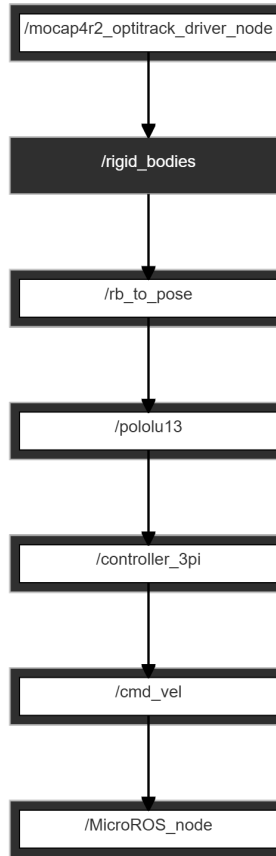 /mocap4r2_optitrack_driver_node
/rigid_bodies
/rb_to_pose
/pololu13
/controller_3pi
/cmd_vel
/MicroROS_node